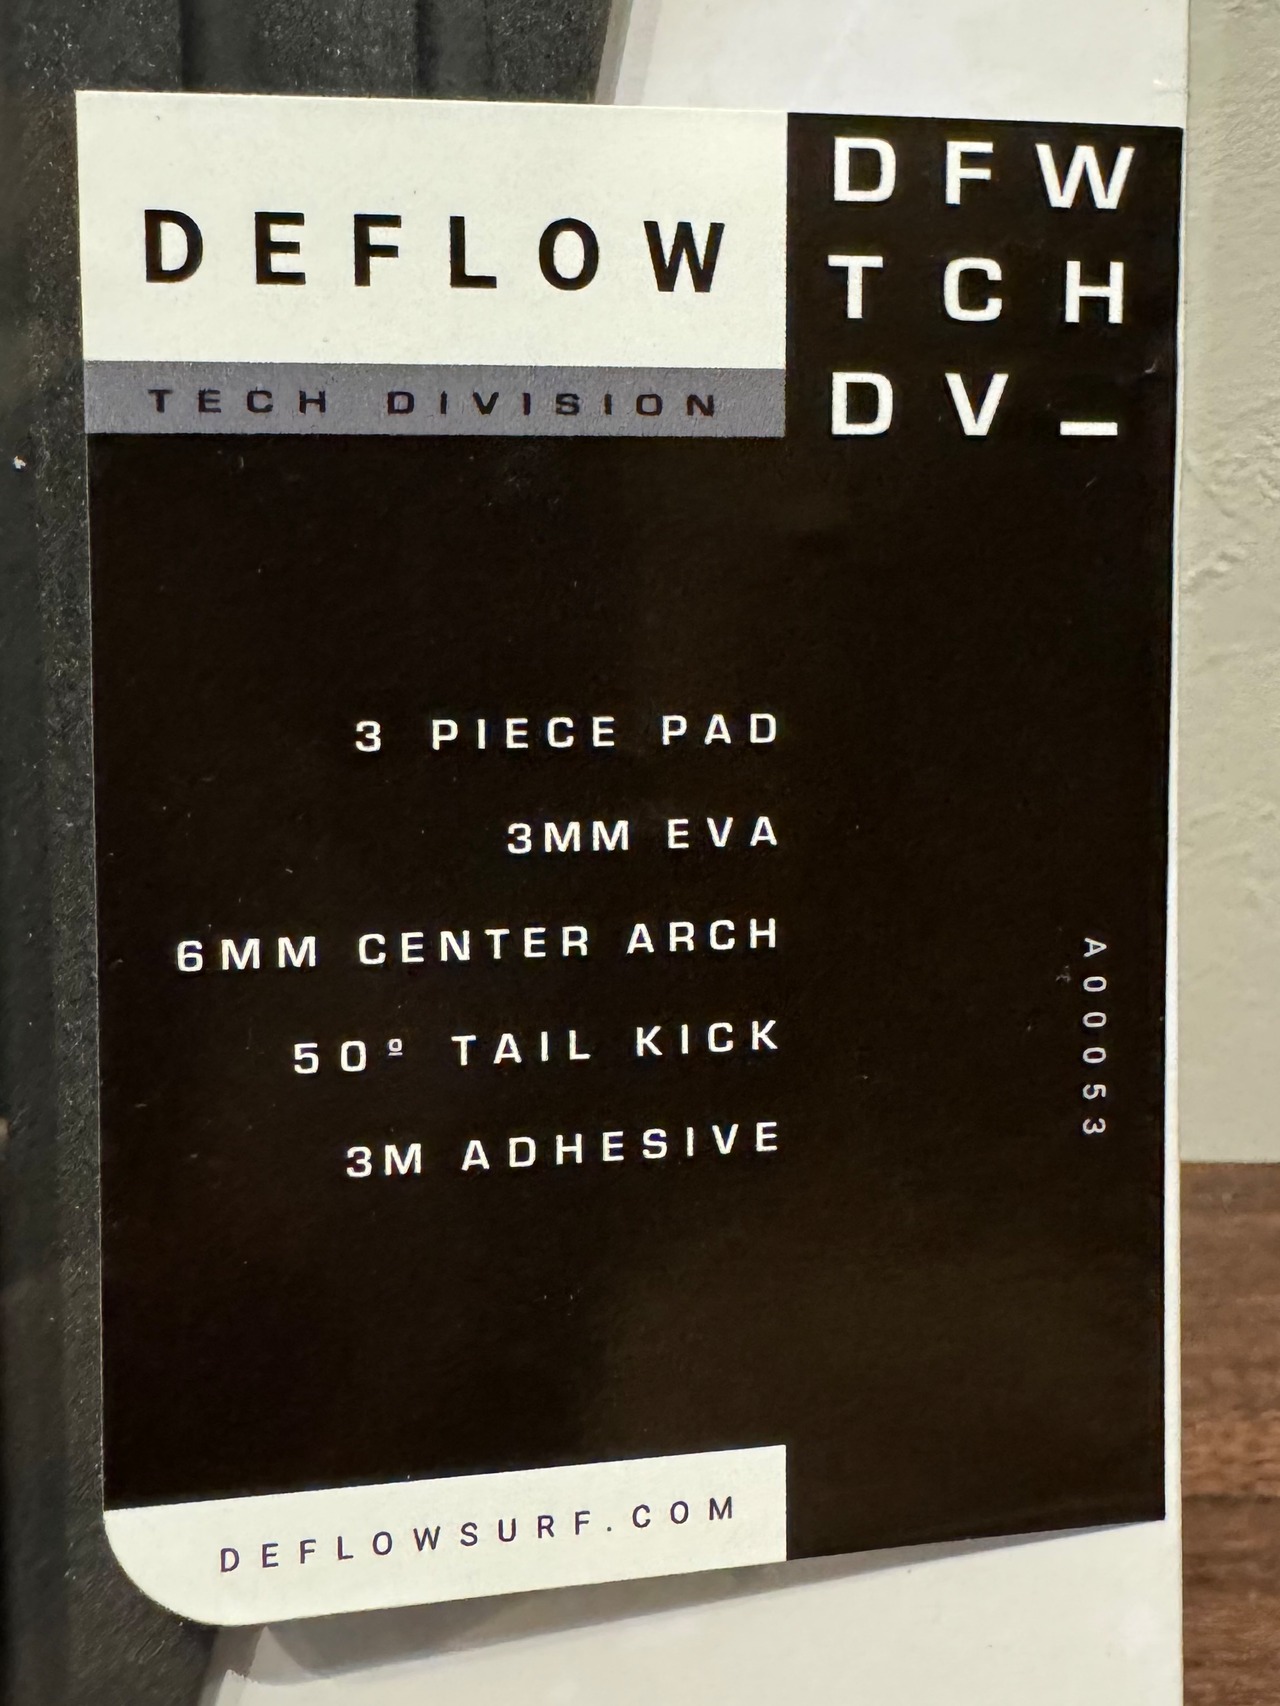 DEFLOW
TECH DIVISION
DFW
TCH
DV_
3 PIECE PAD
3MM EVA
6MM CENTER ARCH
50º TAIL KICK
3M ADHESIVE
A00053
DEFLOWSURF.COM